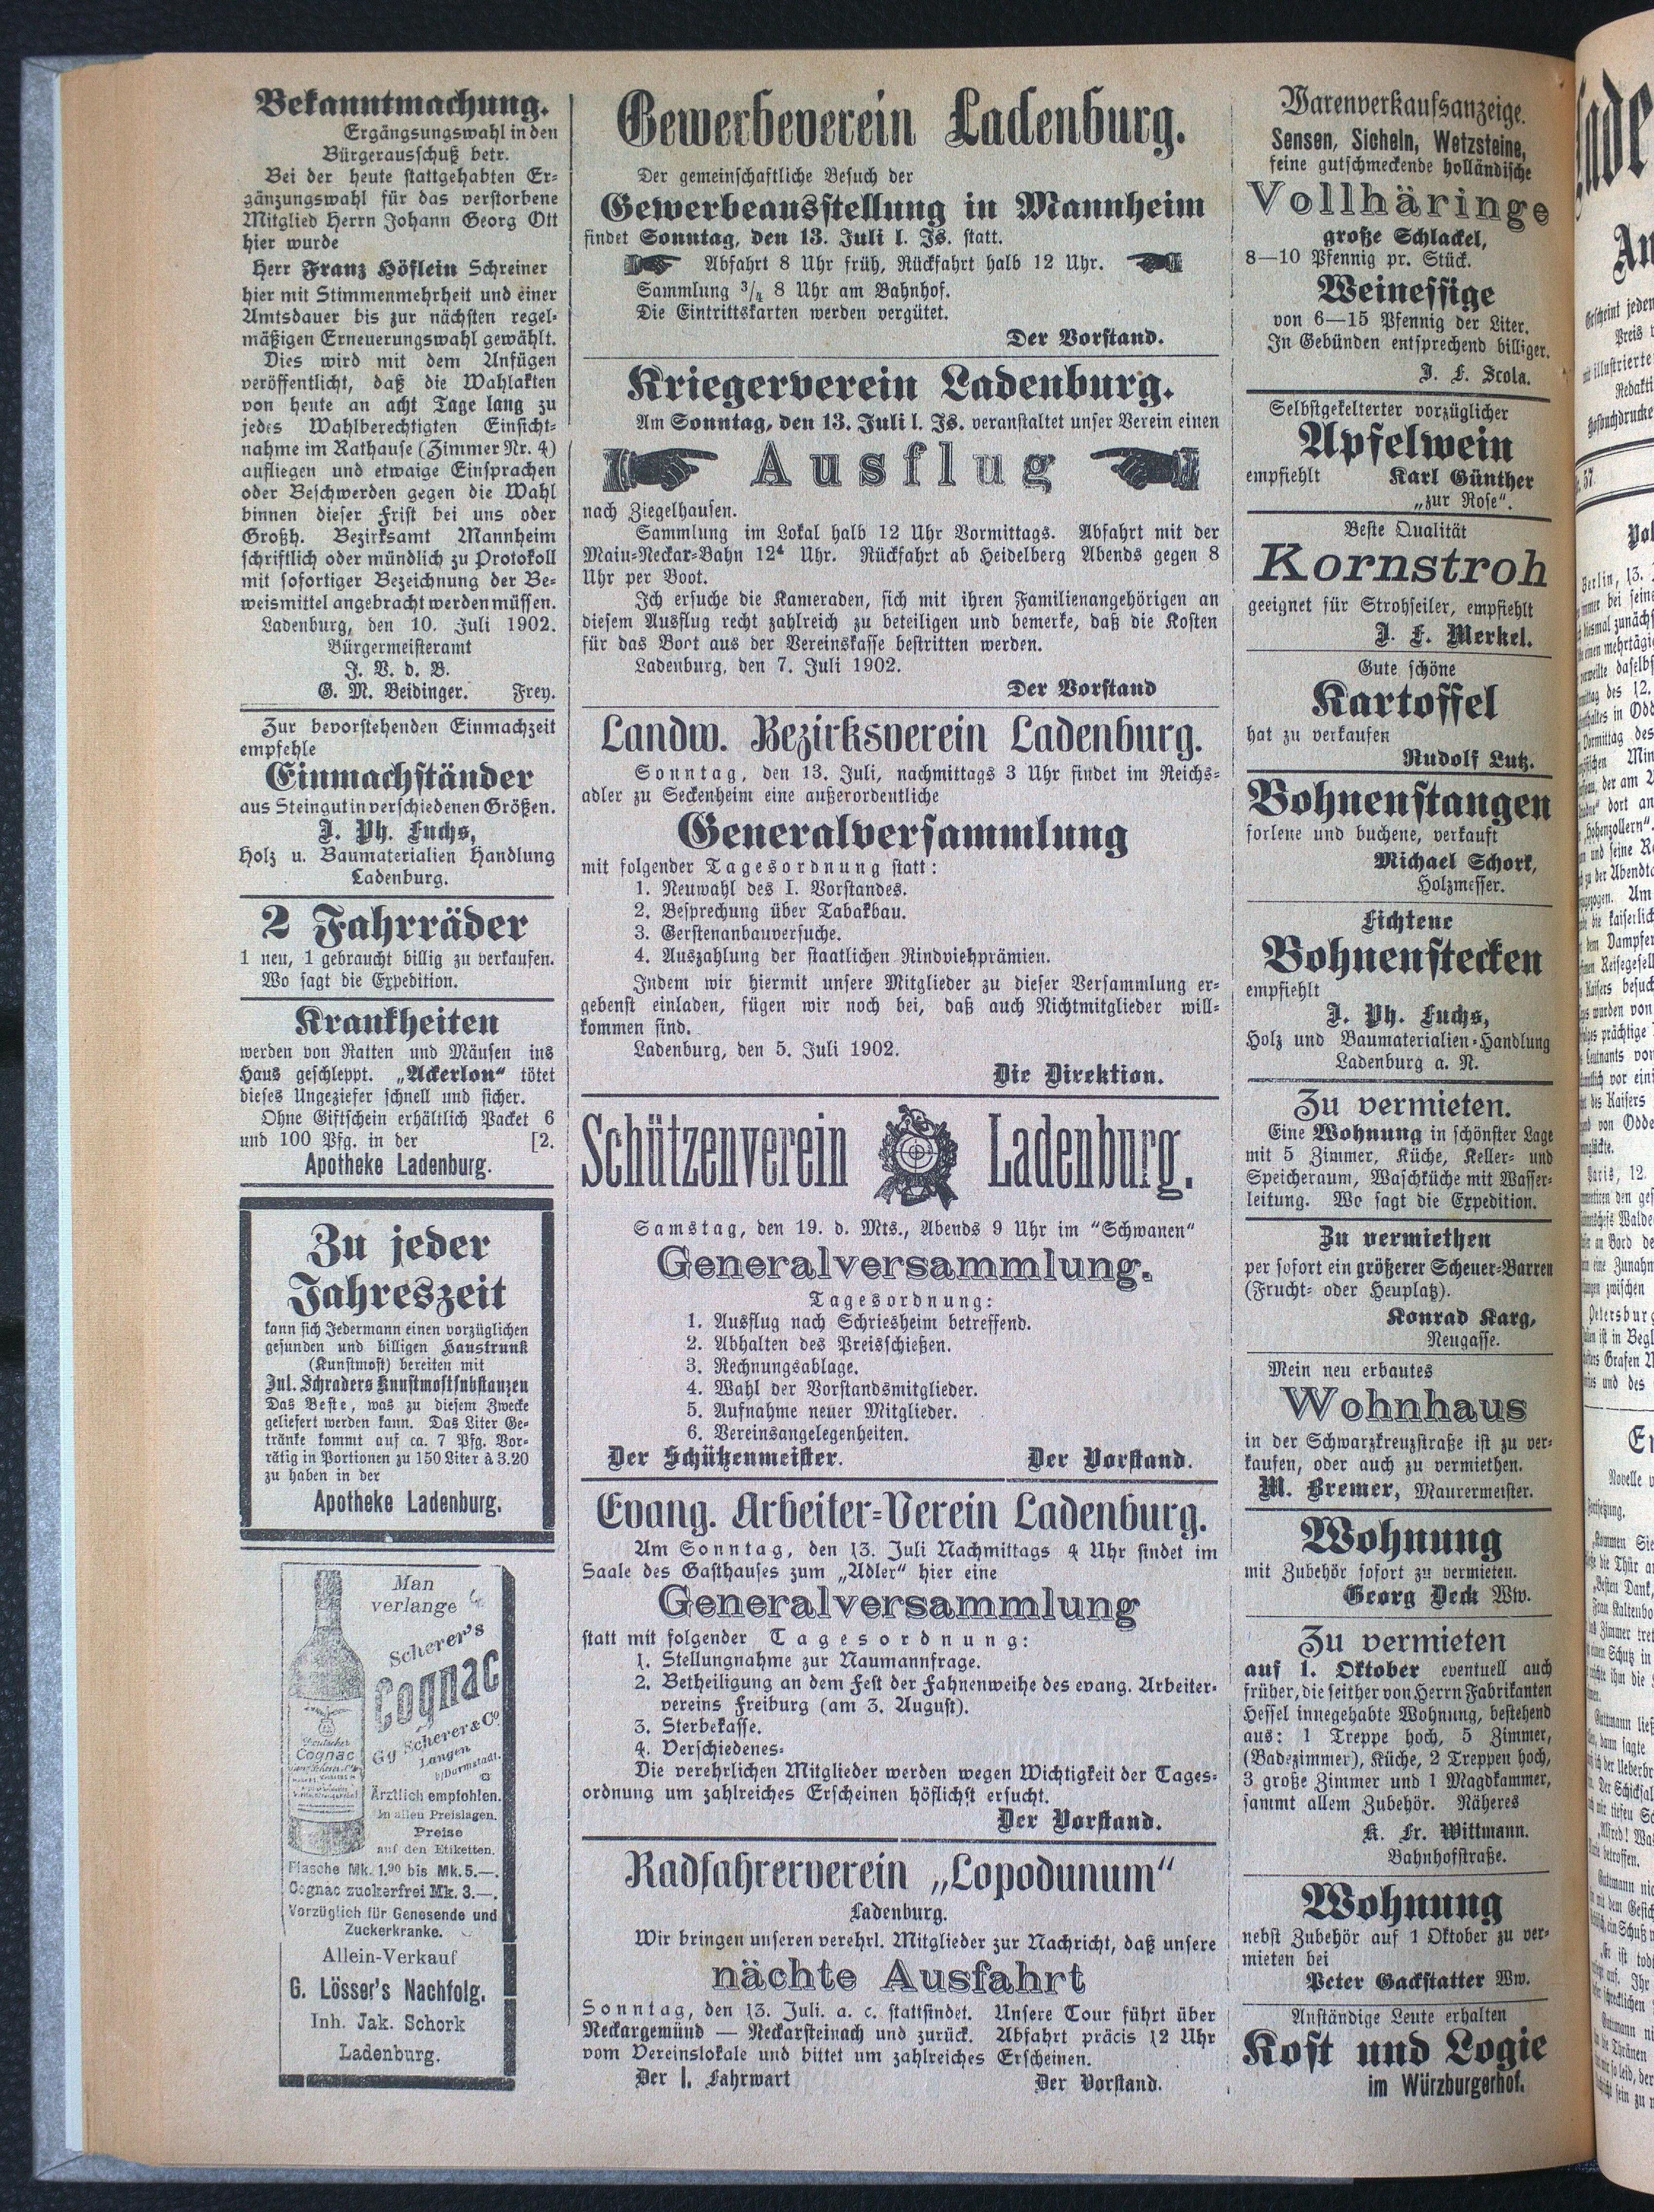 Bekanntmachung.
Ergängsungswahl in den
Bürgerausschuß betr.
Bei der heute stattgehabten Er-
gänzungswahl für das verstorbene
Mitglied Herrn Johann Georg Ott
hier wurde
Herr Franz Höflein Schreiner
hier mit Stimmenmehrheit und einer
Amtsdauer bis zur nächsten regel-
mäßigen Erneuerungswahl gewählt.
Dies wird mit dem Anfügen
veröffentlicht, daß die Wahlakten
von heute an acht Tage lang zu
jedes Wahlberechtigten Einsicht-
nahme im Rathause (Zimmer Nr. 4)
aufliegen und etwaige Einsprachen
oder Beschwerden gegen die Wahl
binnen dieser Frist bei uns oder
Großh. Bezirksamt Mannheim
schriftlich oder mündlich zu Protokoll
mit sofortiger Bezeichnung der Be-
weismittel angebracht werden müssen.
Ladenburg, den 10. Juli 1902.
Bürgermeisteramt
J. V. d. B.
G. M. Beidinger. Frey.
Zur bevorstehenden Einmachzeit
empfehle
Einmachständer
aus Steingut in verschiedenen Größen.
J. Ph. Fuchs,
Holz u. Baumaterialien Handlung
Ladenburg.
2 Fahrräder
1 neu, 1 gebraucht billig zu verkaufen.
Wo sagt die Expedition.
Krankheiten
werden von Ratten und Mäusen ins
Haus geschleppt. „Ackerlon“ tötet
dieses Ungeziefer schnell und sicher.
Ohne Giftschein erhältlich Packet 6
und 100 Pfg. in der [2.
Apotheke Ladenburg.
Zu jeder
Jahreszeit
kann sich Jedermann einen vorzüglichen
gesunden und billigen Haustrunk
(Kunstmost) bereiten mit
Jul. Schraders Kunstmostsubstanzen
Das Beste, was zu diesem Zwecke
geliefert werden kann. Das Liter Ge-
tränke kommt auf ca. 7 Pfg. Vor-
rätig in Portionen zu 150 Liter à 3.20
zu haben in der
Apotheke Ladenburg.
Man
verlange
Scherer's
Cognac
Gg Scherer & Co
Langen
b/Darmstadt.
Deutscher
Cognac
Ärztlich empfohlen.
In allen Preislagen.
Preise
auf den Etiketten.
Flasche Mk. 1.90 bis Mk. 5.—.
Cognac zuckerfrei Mk. 3.—.
Vorzüglich für Genesende und
Zuckerkranke.
Allein-Verkauf
G. Lösser's Nachfolg.
Inh. Jak. Schork
Ladenburg.
Gewerbeverein Ladenburg.
Der gemeinschaftliche Besuch der
Gewerbeausstellung in Mannheim
findet Sonntag, den 13. Juli l. Js. statt.
Abfahrt 8 Uhr früh, Rückfahrt halb 12 Uhr.
Sammlung 3/4 8 Uhr am Bahnhof.
Die Eintrittskarten werden vergütet.
Der Vorstand.
Kriegerverein Ladenburg.
Am Sonntag, den 13. Juli l. Js. veranstaltet unser Verein einen
Ausflug
nach Ziegelhausen.
Sammlung im Lokal halb 12 Uhr Vormittags. Abfahrt mit der
Maiu-Neckar-Bahn 12⁴ Uhr. Rückfahrt ab Heidelberg Abends gegen 8
Uhr per Boot.
Ich ersuche die Kameraden, sich mit ihren Familienangehörigen an
diesem Ausflug recht zahlreich zu beteiligen und bemerke, daß die Kosten
für das Boot aus der Vereinskasse bestritten werden.
Ladenburg, den 7. Juli 1902.
Der Vorstand
Landw. Bezirksverein Ladenburg.
Sonntag, den 13. Juli, nachmittags 3 Uhr findet im Reichs-
adler zu Seckenheim eine außerordentliche
Generalversammlung
mit folgender Tagesordnung statt:
1. Neuwahl des I. Vorstandes.
2. Besprechung über Tabakbau.
3. Gerstenanbauversuche.
4. Auszahlung der staatlichen Rindviehprämien.
Indem wir hiermit unsere Mitglieder zu dieser Versammlung er-
gebenst einladen, fügen wir noch bei, daß auch Nichtmitglieder will-
kommen sind.
Ladenburg, den 5. Juli 1902.
Die Direktion.
Schützenverein Ladenburg.
Samstag, den 19. d. Mts., Abends 9 Uhr im "Schwanen"
Generalversammlung.
Tagesordnung:
1. Ausflug nach Schriesheim betreffend.
2. Abhalten des Preisschießen.
3. Rechnungsablage.
4. Wahl der Vorstandsmitglieder.
5. Aufnahme neuer Mitglieder.
6. Vereinsangelegenheiten.
Der Schützenmeister. Der Vorstand.
Evang. Arbeiter-Verein Ladenburg.
Am Sonntag, den 13. Juli Nachmittags 4 Uhr findet im
Saale des Gasthauses zum „Adler“ hier eine
Generalversammlung
statt mit folgender Tagesordnung:
1. Stellungnahme zur Naumannfrage.
2. Betheiligung an dem Fest der Fahnenweihe des evang. Arbeiter-
vereins Freiburg (am 3. August).
3. Sterbekasse.
4. Verschiedenes-
Die verehrlichen Mitglieder werden wegen Wichtigkeit der Tages-
ordnung um zahlreiches Erscheinen höflichst ersucht.
Der Vorstand.
Radfahrerverein „Lopodunum“
Ladenburg.
Wir bringen unseren verehrl. Mitglieder zur Nachricht, daß unsere
nächte Ausfahrt
Sonntag, den 13. Juli. a. c. stattfindet. Unsere Tour führt über
Neckargemünd — Neckarsteinach und zurück. Abfahrt präcis 12 Uhr
vom Vereinslokale und bittet um zahlreiches Erscheinen.
Der I. Fahrwart Der Vorstand.
Warenverkaufsanzeige.
Sensen, Sicheln, Wetzsteine,
feine gutschmeckende holländische
Vollhäringe
große Schlackel,
8—10 Pfennig pr. Stück.
Weinessige
von 6—15 Pfennig der Liter.
In Gebünden entsprechend billiger.
J. F. Scola.
Selbstgekelterter vorzüglicher
Apfelwein
empfiehlt Karl Günther
„zur Rose“.
Beste Qualität
Kornstroh
geeignet für Strohseiler, empfiehlt
J. F. Merkel.
Gute schöne
Kartoffel
hat zu verkaufen
Rudolf Lutz.
Bohnenstangen
forlene und buchene, verkauft
Michael Schork,
Holzmesser.
Fichtene
Bohnenstecken
empfiehlt
J. Ph. Fuchs,
Holz und Baumaterialien-Handlung
Ladenburg a. N.
Zu vermieten.
Eine Wohnung in schönster Lage
mit 5 Zimmer, Küche, Keller- und
Speicheraum, Waschküche mit Wasser-
leitung. Wo sagt die Expedition.
Zu vermiethen
per sofort ein größerer Scheuer-Barren
(Frucht- oder Heuplatz).
Konrad Karg,
Neugasse.
Mein neu erbautes
Wohnhaus
in der Schwarzkreuzstraße ist zu ver-
kaufen, oder auch zu vermiethen.
M. Bremer, Maurermeister.
Wohnung
mit Zubehör sofort zu vermieten.
Georg Deck Ww.
Zu vermieten
auf 1. Oktober eventuell auch
früher, die seither von Herrn Fabrikanten
Hessel innegehabte Wohnung, bestehend
aus: 1 Treppe hoch, 5 Zimmer,
(Badezimmer), Küche, 2 Treppen hoch,
3 große Zimmer und 1 Magdkammer,
sammt allem Zubehör. Näheres
K. Fr. Wittmann.
Bahnhofstraße.
Wohnung
nebst Zubehör auf 1 Oktober zu ver-
mieten bei
Peter Gackstatter Ww.
Anständige Leute erhalten
Kost und Logie
im Würzburgerhof.